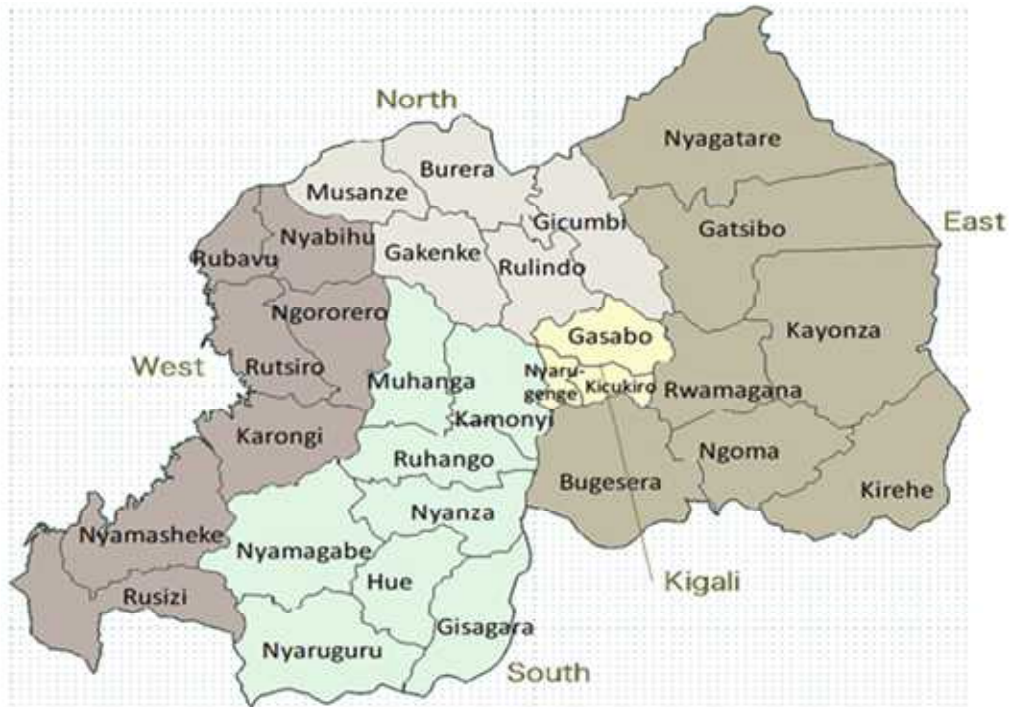 North
Nyagatare
Burera
Musanze
Gicumbi
East
Gatsibo
Nyabihu
Gakenke
Rubavu
Rulindo
Ngororero
Gasabo
Kayonza
West
Rutsiro
Nyaru-
genge
Kicukiro
Muhanga
Rwamagana
Kamonyi
Karongi
Ruhango
Ngoma
Bugesera
Kirehe
Nyanza
Nyamasheke
Nyamagabe
Hue
Kigali
Rusizi
Gisagara
Nyaruguru
South